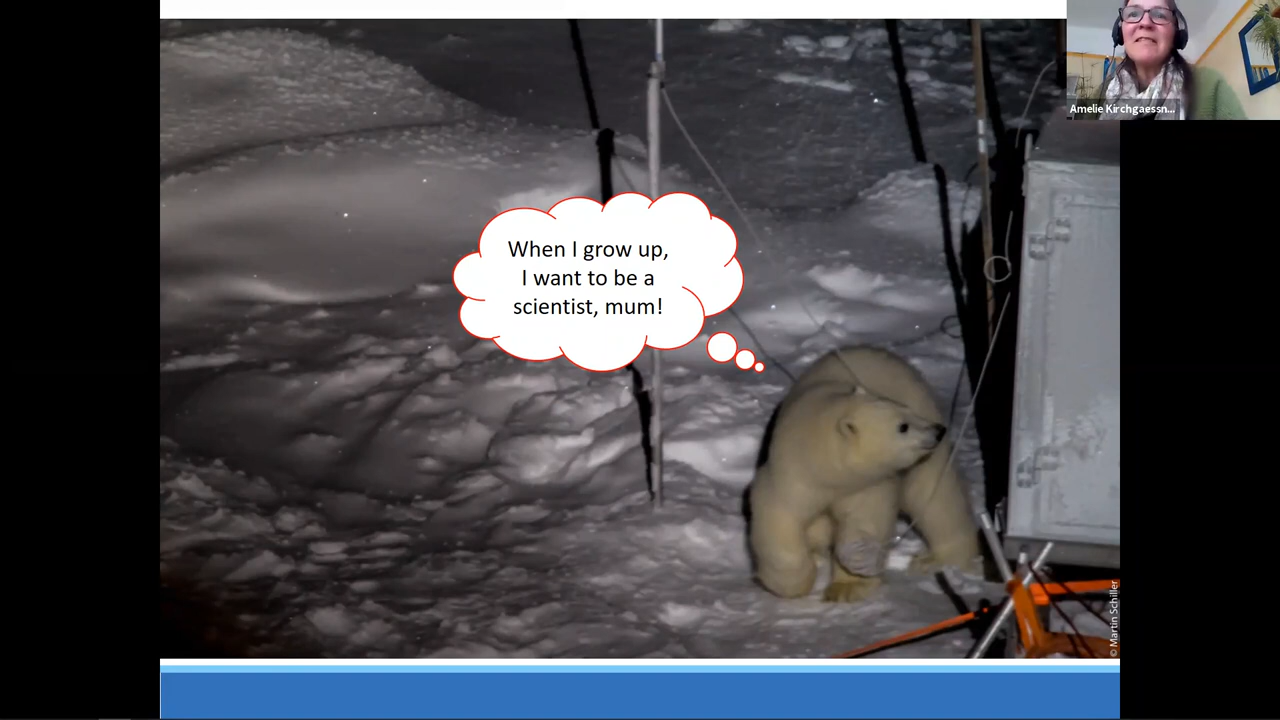 Amelie Kirchgaessn...
When I grow up,
I want to be a
scientist, mum!
© Martin Schiller